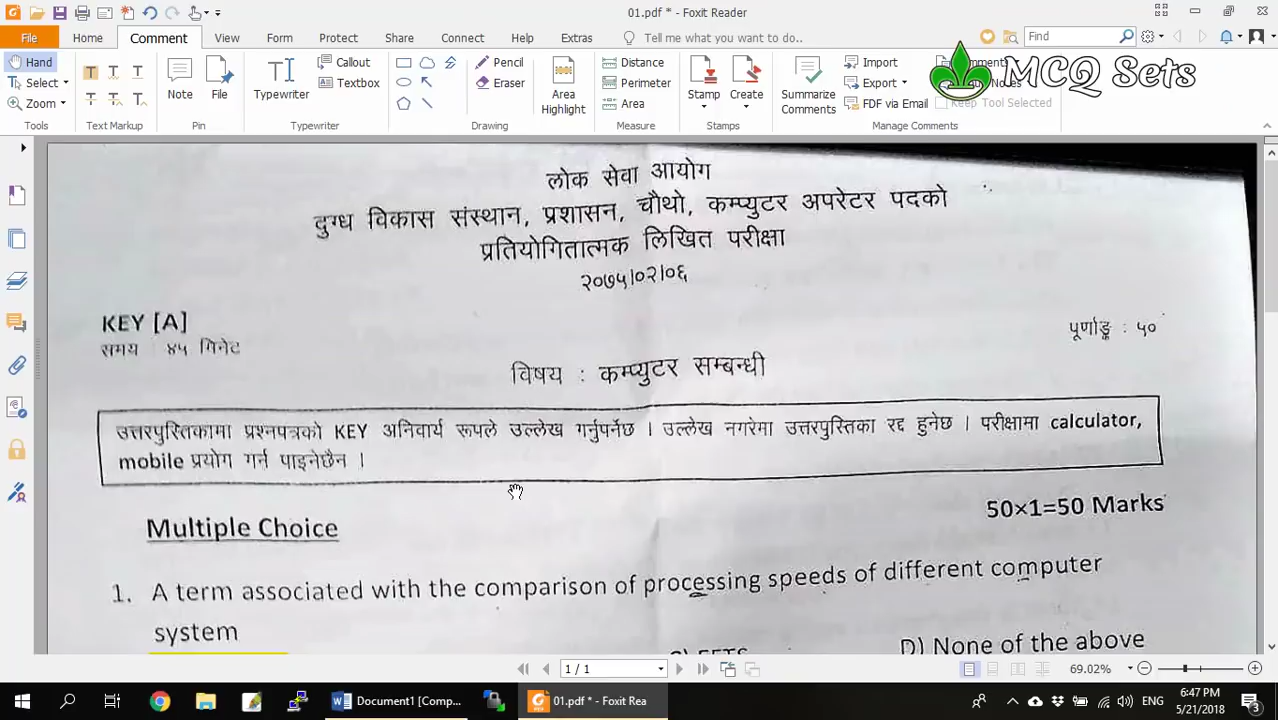 01.pdf * - Foxit Reader
File Home Comment View Form Protect Share Connect Help Extras Tell me what you want to do... Find
Hand
Select
Zoom
Tools
Text Markup
Note
File
Pin
Typewriter
Callout
Textbox
Typewriter
Pencil
Eraser
Area
Highlight
Drawing
Distance
Perimeter
Area
Measure
Stamp
Create
Stamps
Summarize
Comments
Import
Export
FDF via Email
Comments
Keep Tool Selected
Manage Comments
MCQ Sets
लोक सेवा आयोग
दुग्ध विकास संस्थान, प्रशासन, चौथो, कम्प्युटर अपरेटर पदको
प्रतियोगितात्मक लिखित परीक्षा
२०७५।०२।०६
KEY [A]
समय : ४५ मिनेट
पूर्णाङ्क : ५०
विषय : कम्प्युटर सम्बन्धी
उत्तरपुस्तिकामा प्रश्नपत्रको KEY अनिवार्य रूपले उल्लेख गर्नुपर्नेछ । उल्लेख नगरेमा उत्तरपुस्तिका रद्द हुनेछ । परीक्षामा calculator,
mobile प्रयोग गर्न पाइनेछैन ।
50×1=50 Marks
Multiple Choice
1. A term associated with the comparison of processing speeds of different computer
system
D) None of the above
1 / 1
69.02%
Document1 [Comp...
01.pdf * - Foxit Rea
ENG
6:47 PM
5/21/2018
3